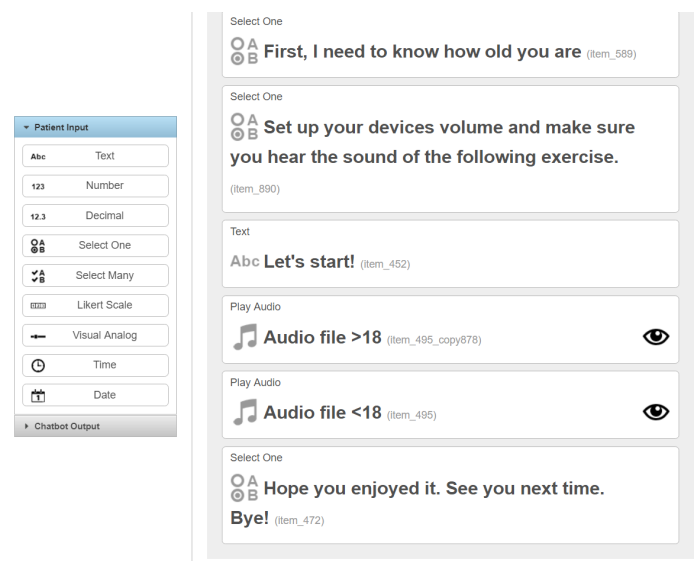 Patient Input
Abc Text
123 Number
12.3 Decimal
A B Select One
A B Select Many
Likert Scale
Visual Analog
Time
1 Date
Chatbot Output
Select One
A B First, I need to know how old you are (item_589)
Select One
A B Set up your devices volume and make sure
you hear the sound of the following exercise.
(item_890)
Text
Abc Let's start! (item_452)
Play Audio
Audio file >18 (item_495_copy878)
Play Audio
Audio file <18 (item_495)
Select One
A B Hope you enjoyed it. See you next time.
Bye! (item_472)